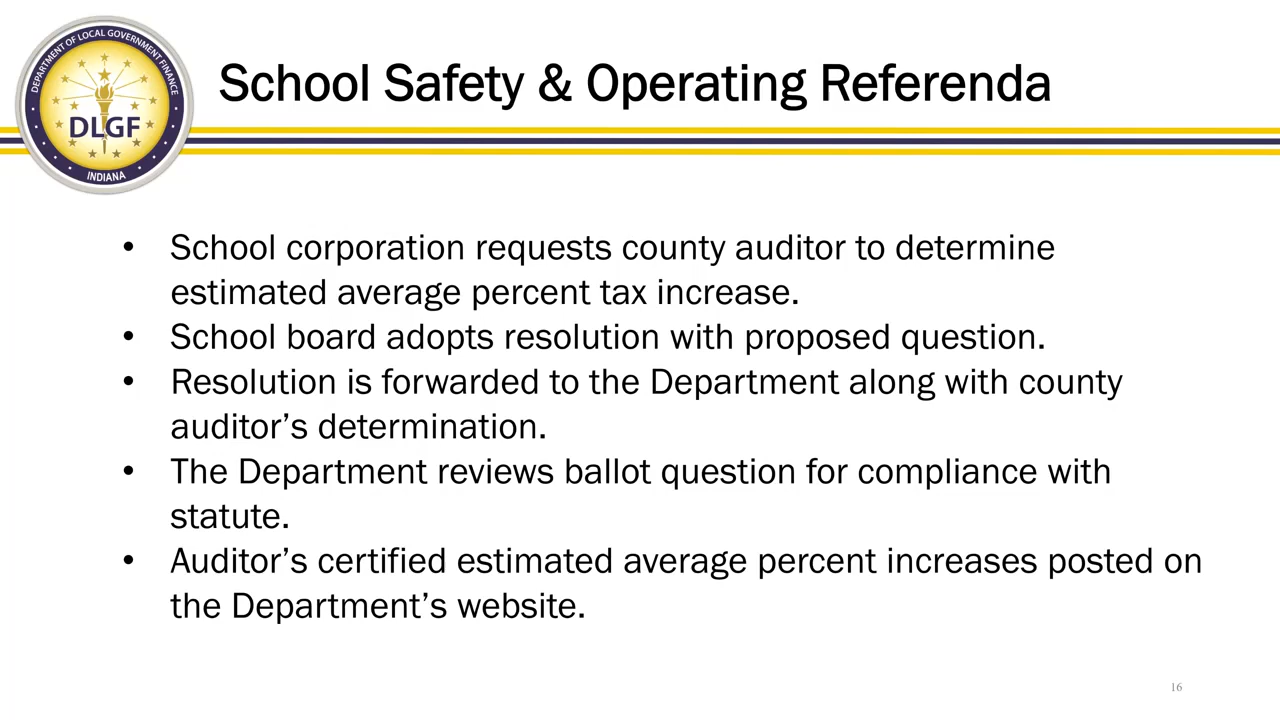 DEPARTMENT OF LOCAL GOVERNMENT FINANCE
DLGF
INDIANA
School Safety & Operating Referenda
• School corporation requests county auditor to determine
estimated average percent tax increase.
• School board adopts resolution with proposed question.
• Resolution is forwarded to the Department along with county
auditor’s determination.
• The Department reviews ballot question for compliance with
statute.
• Auditor’s certified estimated average percent increases posted on
the Department’s website.
16